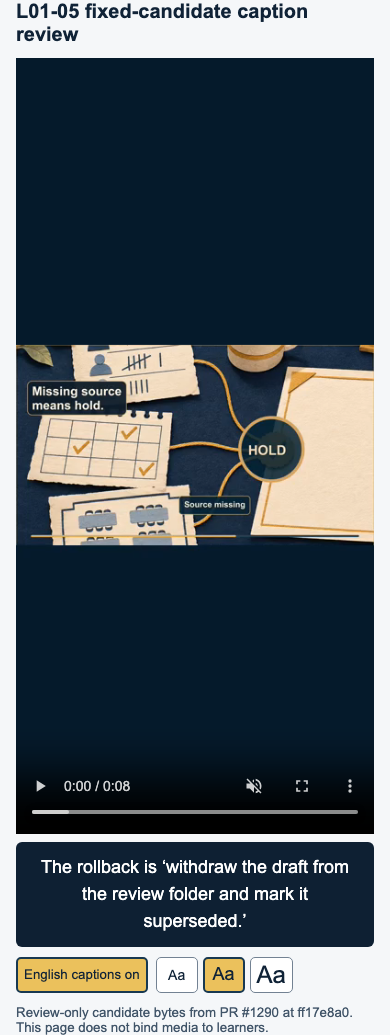 L01-05 fixed-candidate caption
review
Missing source
means hold.
HOLD
Source missing
0:00 / 0:08
The rollback is ‘withdraw the draft from
the review folder and mark it
superseded.’
English captions on
Aa
Aa
Aa
Review-only candidate bytes from PR #1290 at ff17e8a0.
This page does not bind media to learners.